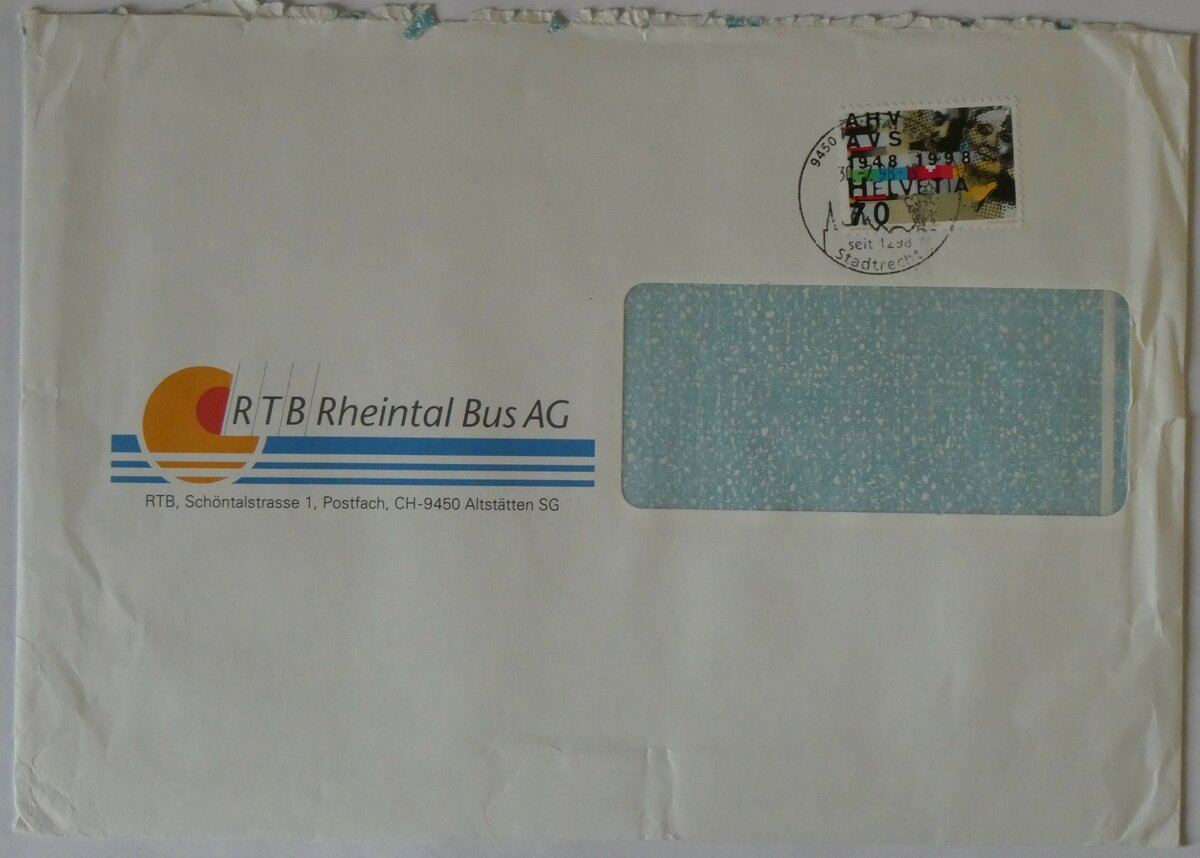 AHV
AVS
1948 1998
HELVETIA
70
9450
seit 1298
Stadtrecht
RTB Rheintal Bus AG
RTB, Schöntalstrasse 1, Postfach, CH-9450 Altstätten SG